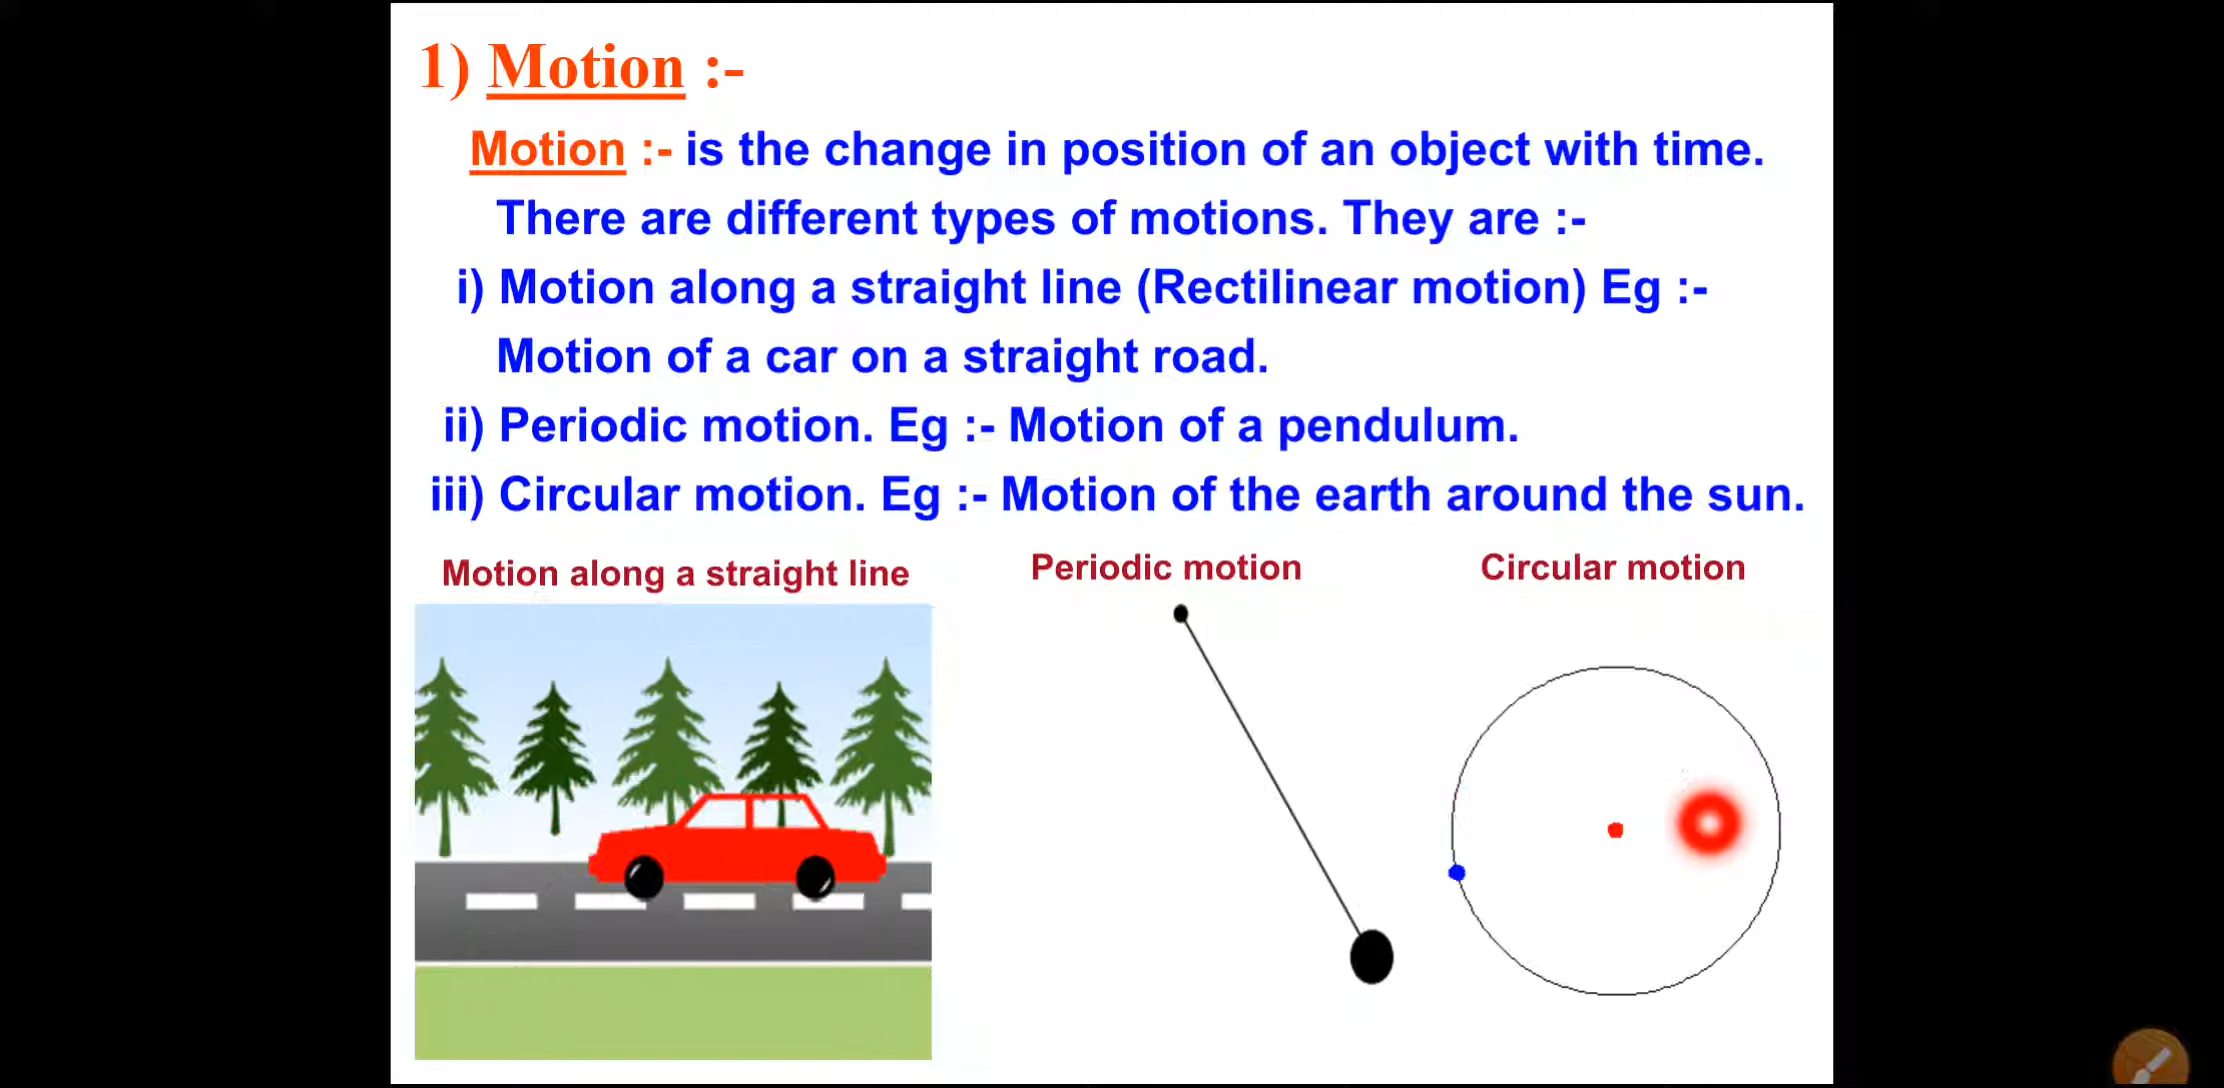 1) Motion :-
Motion :- is the change in position of an object with time.
There are different types of motions. They are :-
i) Motion along a straight line (Rectilinear motion) Eg :-
Motion of a car on a straight road.
ii) Periodic motion. Eg :- Motion of a pendulum.
iii) Circular motion. Eg :- Motion of the earth around the sun.
Motion along a straight line
Periodic motion
Circular motion